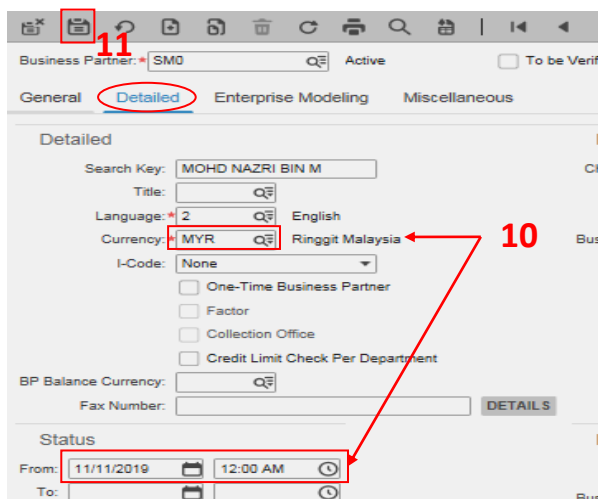 11
Business Partner:* SM0 Active To be Verif
General Detailed Enterprise Modeling Miscellaneous
Detailed
Search Key: MOHD NAZRI BIN M
Title:
Language:* 2 English
Currency:* MYR Ringgit Malaysia 10 Bus
I-Code: None
One-Time Business Partner
Factor
Collection Office
Credit Limit Check Per Department
BP Balance Currency:
Fax Number: DETAILS
Status
From: 11/11/2019 12:00 AM
To: